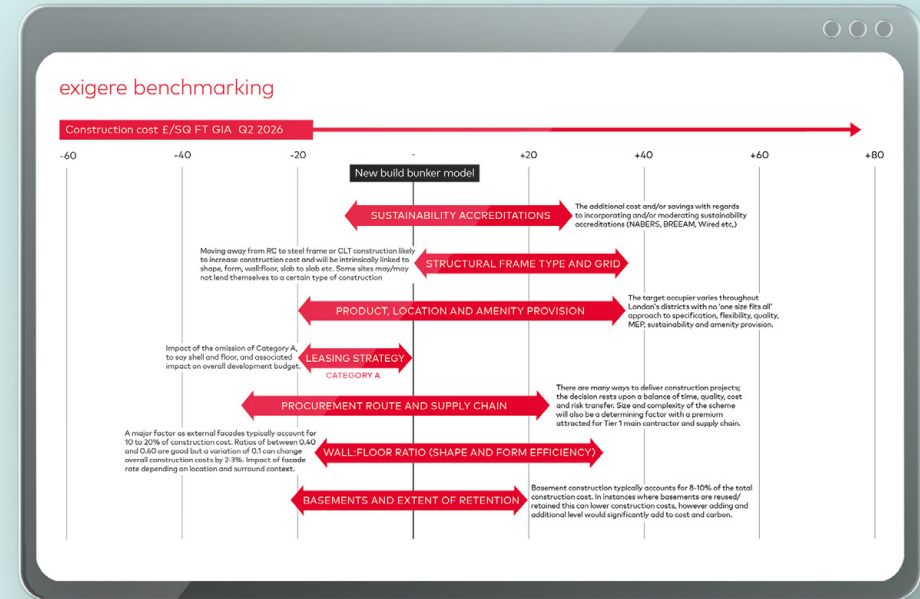 exigere benchmarking
Construction cost £/SQ FT GIA Q2 2026
-60
-40
-20
-
+20
+40
+60
+80
New build bunker model
SUSTAINABILITY ACCREDITATIONS
The additional cost and/or savings with regards
to incorporating and/or moderating sustainability
accreditations (NABERS, BREEAM, Wired etc,)
Moving away from RC to steel frame or CLT construction likely
to increase construction cost and will be intrinsically linked to
shape, form, wall:floor, slab to slab etc. Some sites may/may
not lend themselves to a certain type of construction
STRUCTURAL FRAME TYPE AND GRID
PRODUCT, LOCATION AND AMENITY PROVISION
The target occupier varies throughout
London's districts with no 'one size fits all'
approach to specification, flexibility, quality,
MEP, sustainability and amenity provision.
Impact of the omission of Category A,
to say shell and floor, and associated
impact on overall development budget.
LEASING STRATEGY
CATEGORY A
PROCUREMENT ROUTE AND SUPPLY CHAIN
There are many ways to deliver construction projects;
the decision rests upon a balance of time, quality, cost
and risk transfer. Size and complexity of the scheme
will also be a determining factor with a premium
attracted for Tier 1 main contractor and supply chain.
A major factor as external facades typically account for
10 to 20% of construction cost. Ratios of between 0.40
and 0.60 are good but a variation of 0.1 can change
overall construction costs by 2-3%. Impact of facade
rate depending on location and surround context.
WALL:FLOOR RATIO (SHAPE AND FORM EFFICIENCY)
BASEMENTS AND EXTENT OF RETENTION
Basement construction typically accounts for 8-10% of the total
construction cost. In instances where basements are reused/
retained this can lower construction costs, however adding and
additional level would significantly add to cost and carbon.